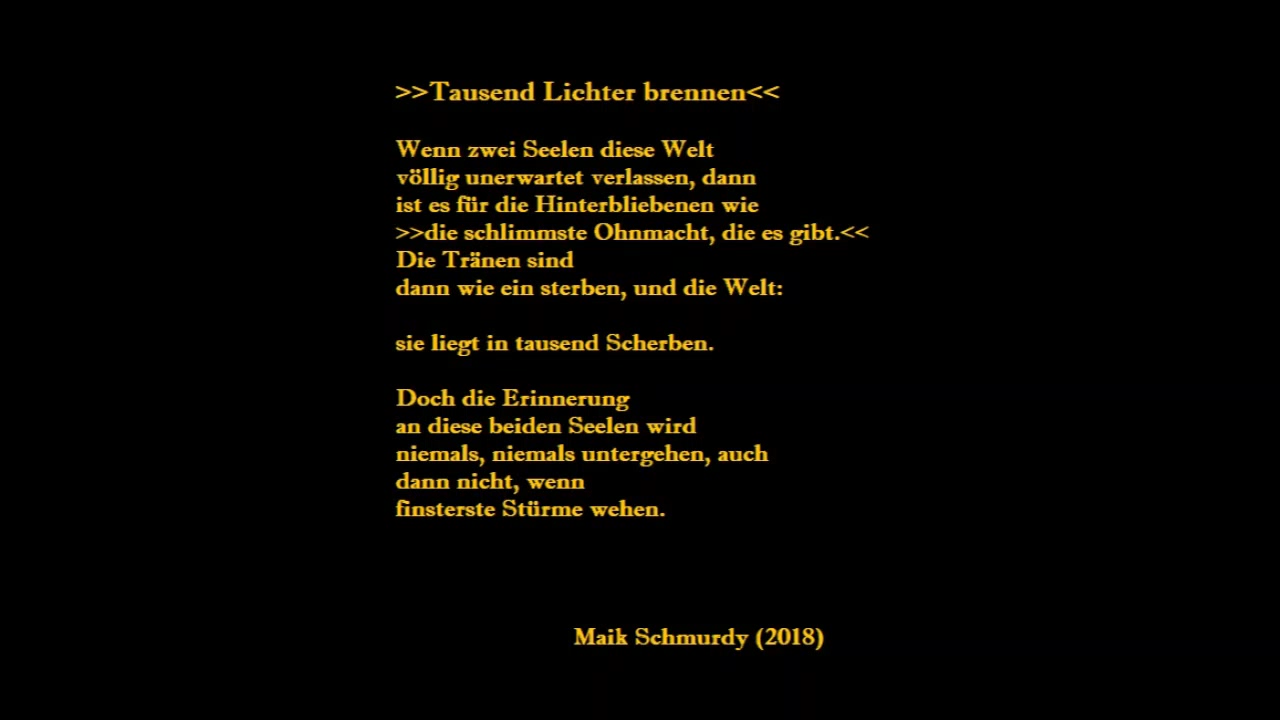 >>Tausend Lichter brennen<<
Wenn zwei Seelen diese Welt
völlig unerwartet verlassen, dann
ist es für die Hinterbliebenen wie
>>die schlimmste Ohnmacht, die es gibt.<<
Die Tränen sind
dann wie ein sterben, und die Welt:
sie liegt in tausend Scherben.
Doch die Erinnerung
an diese beiden Seelen wird
niemals, niemals untergehen, auch
dann nicht, wenn
finsterste Stürme wehen.
Maik Schmurdy (2018)